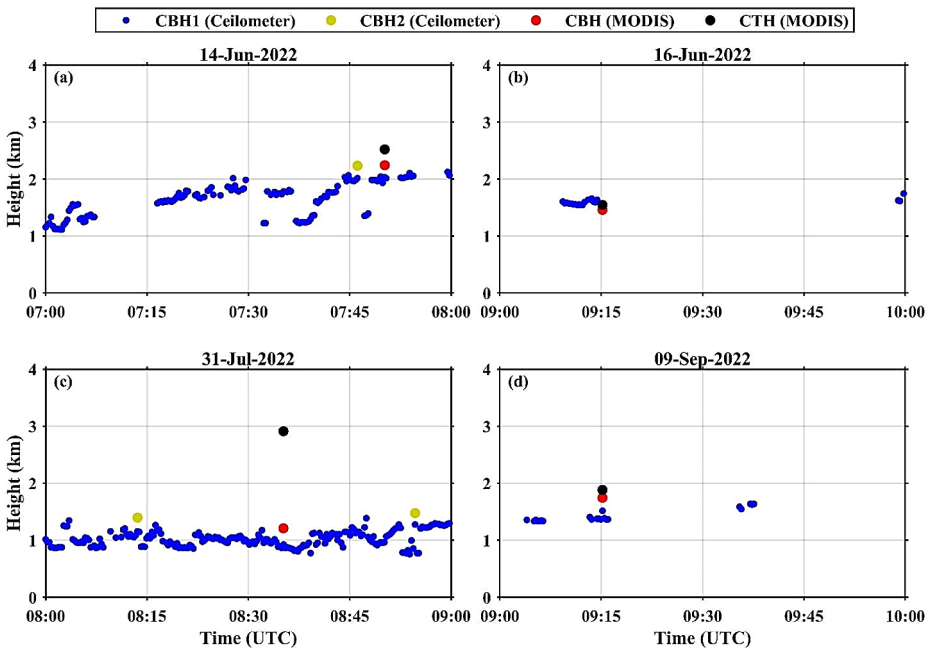 CBH1 (Ceilometer) CBH2 (Ceilometer) CBH (MODIS) CTH (MODIS)
14-Jun-2022
16-Jun-2022
(a)
(b)
4
3
2
1
0
Height (km)
07:00 07:15 07:30 07:45 08:00
4
3
2
1
0
09:00 09:15 09:30 09:45 10:00
31-Jul-2022
09-Sep-2022
(c)
(d)
4
3
2
1
0
Height (km)
08:00 08:15 08:30 08:45 09:00
Time (UTC)
4
3
2
1
0
09:00 09:15 09:30 09:45 10:00
Time (UTC)